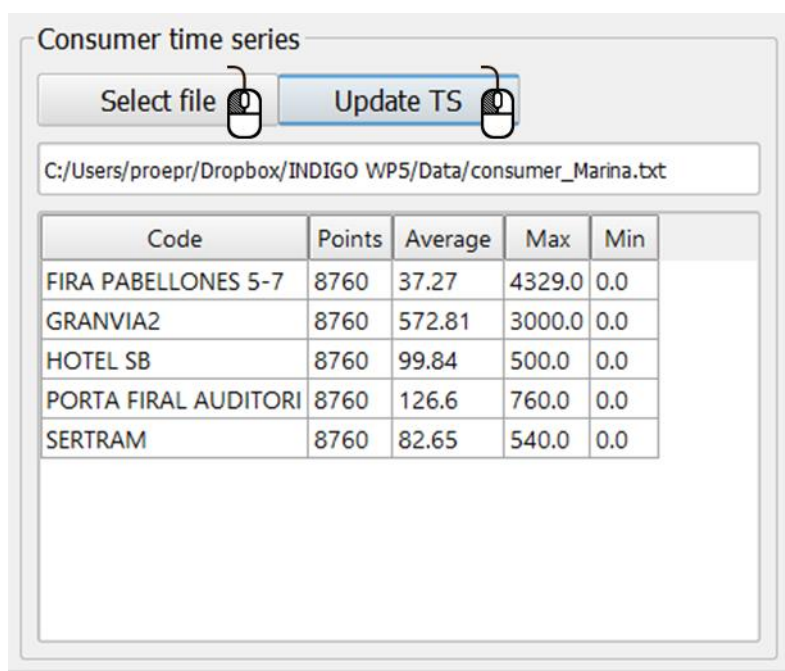 Consumer time series
Select file Update TS
C:/Users/proepr/Dropbox/INDIGO WP5/Data/consumer_Marina.txt
Code Points Average Max Min
FIRA PABELLONES 5-7 8760 37.27 4329.0 0.0
GRANVIA2 8760 572.81 3000.0 0.0
HOTEL SB 8760 99.84 500.0 0.0
PORTA FIRAL AUDITORI 8760 126.6 760.0 0.0
SERTRAM 8760 82.65 540.0 0.0